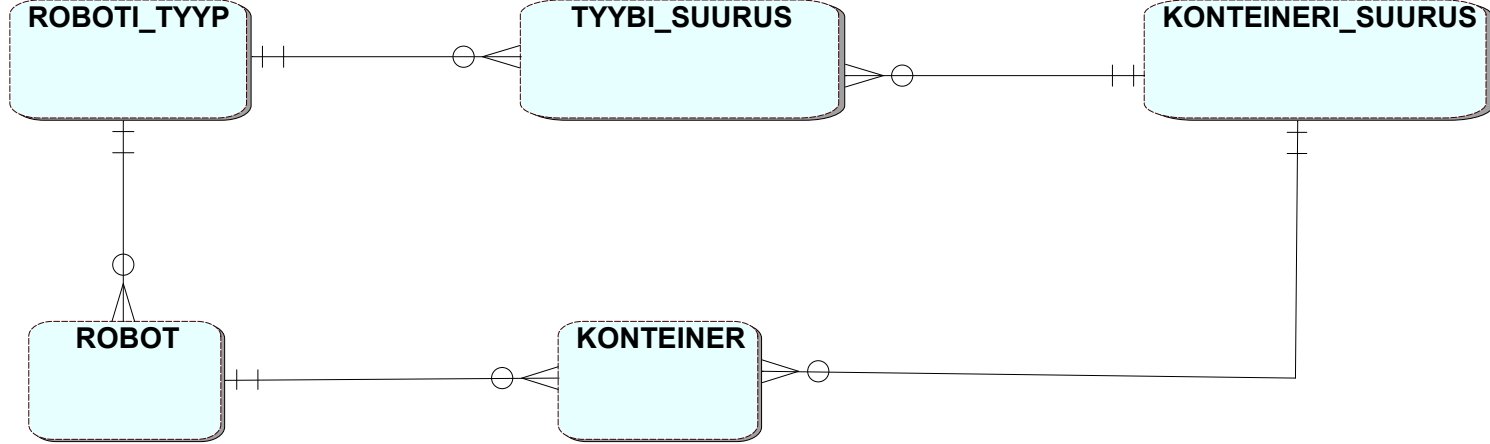 ROBOTI_TYYP
TYYBI_SUURUS
KONTEINERI_SUURUS
ROBOT
KONTEINER